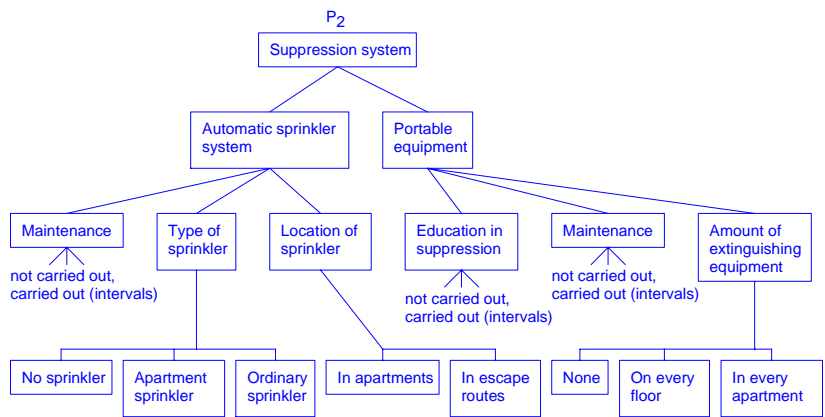 P2
Suppression system
Automatic sprinkler
system
Portable
equipment
Maintenance
not carried out,
carried out (intervals)
Type of
sprinkler
Location of
sprinkler
Education in
suppression
not carried out,
carried out (intervals)
Maintenance
not carried out,
carried out (intervals)
Amount of
extinguishing
equipment
No sprinkler
Apartment
sprinkler
Ordinary
sprinkler
In apartments
In escape
routes
None
On every
floor
In every
apartment